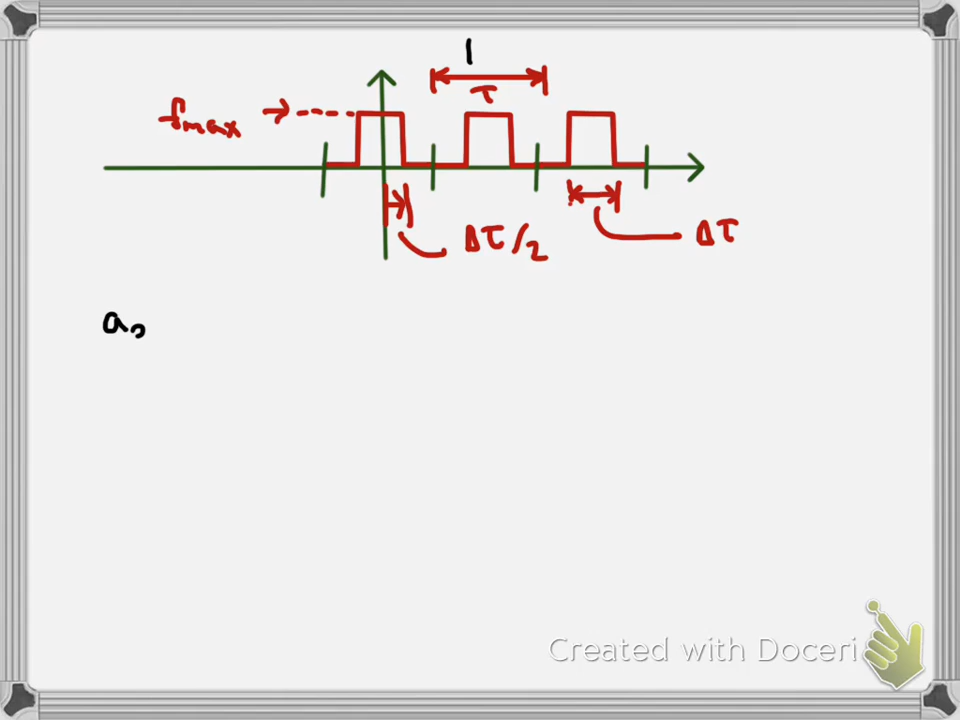 1
τ
fmax
Δτ/2
Δτ
a₀
Created with Doceri